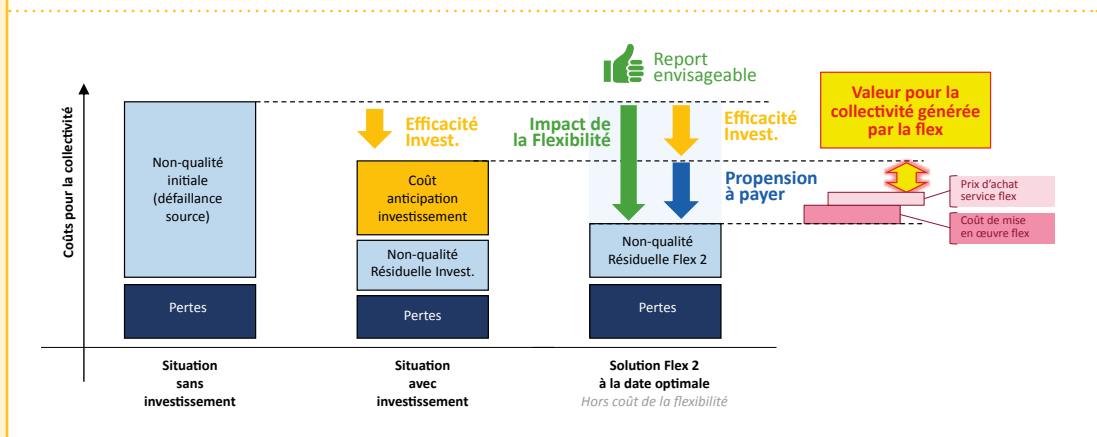 Report
envisageable
Valeur pour la
collectivité générée
par la flex
Coûts pour la collectivité
Non-qualité
initiale
(défaillance
source)
Pertes
Efficacité
Invest.
Coût
anticipation
investissement
Non-qualité
Résiduelle Invest.
Pertes
Impact de
la Flexibilité
Efficacité
Invest.
Propension
à payer
Non-qualité
Résiduelle Flex 2
Pertes
Prix d'achat
service flex
Coût de mise
en œuvre flex
Situation
sans
investissement
Situation
avec
investissement
Solution Flex 2
à la date optimale
Hors coût de la flexibilité